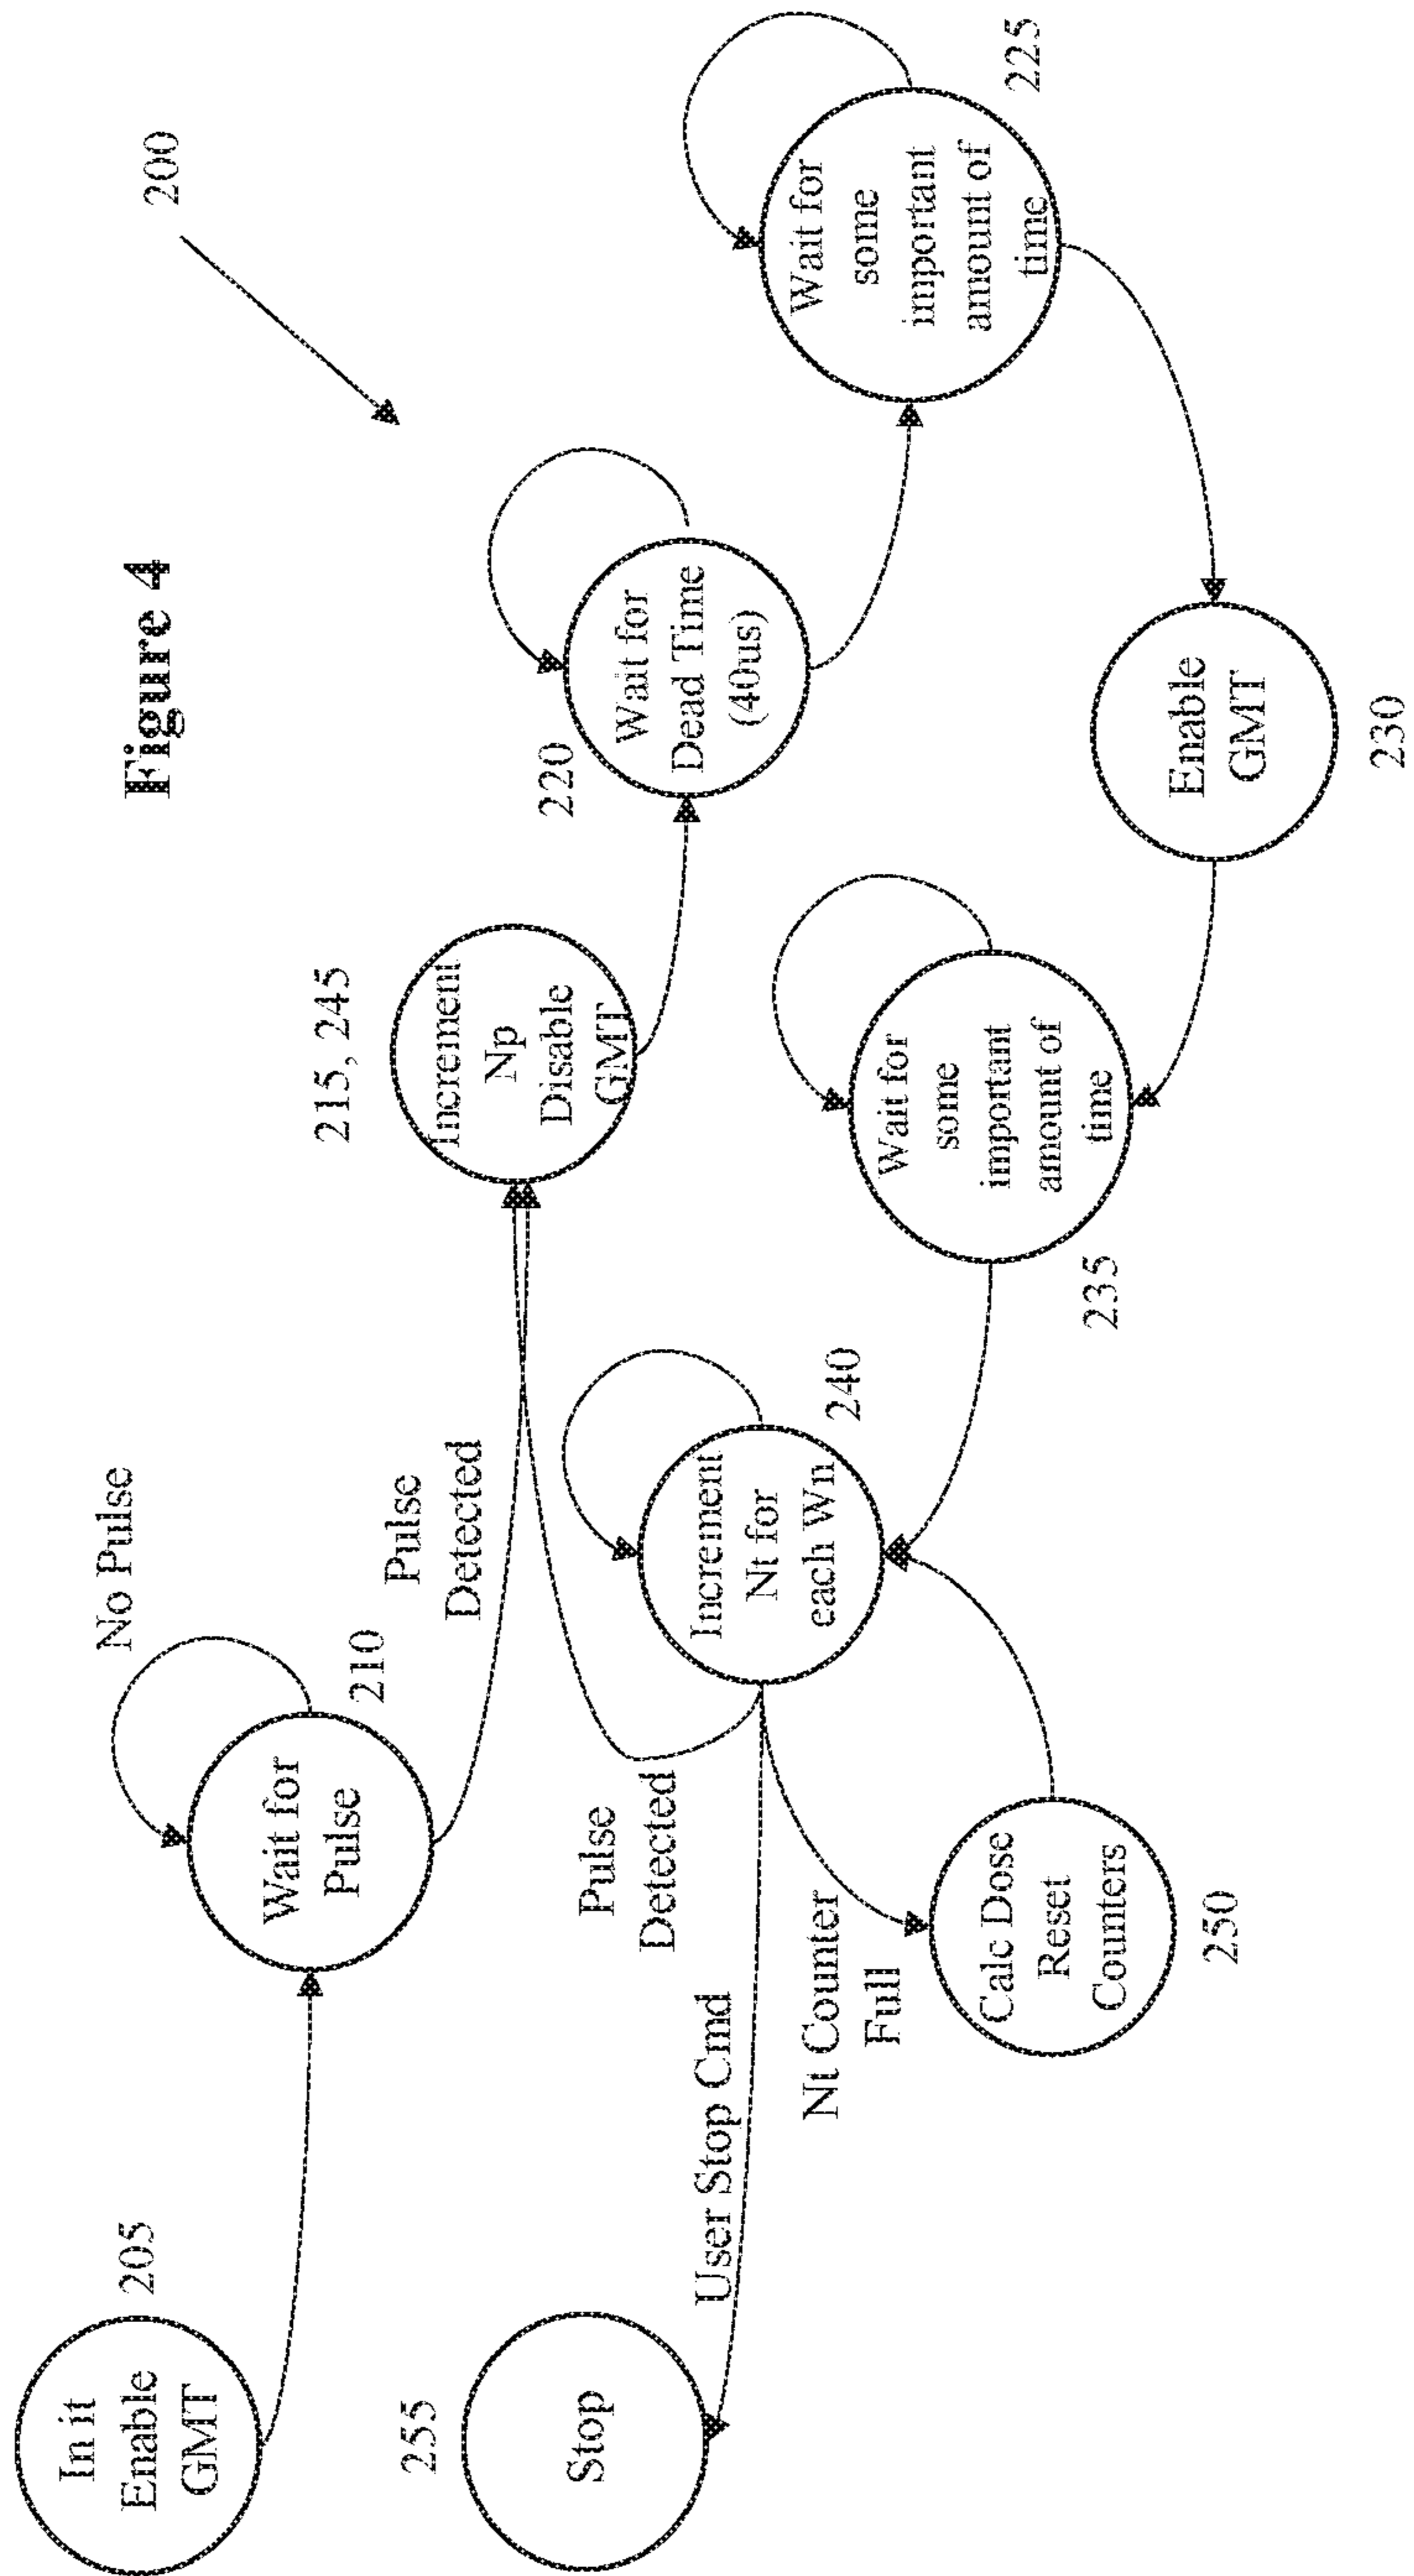 Figure 4
200
In it
Enable
GMT
205
Wait for
Pulse
210
No Pulse
Pulse
Detected
215, 245
Increment
Np
Disable
GMT
220
Wait for
Dead Time
(40us)
Wait for
some
important
amount of
time
225
Enable
GMT
230
Wait for
some
important
amount of
time
235
Increment
Nt for
each Wn
240
Pulse
Detected
Nt Counter
Full
Calc Dose
Reset
Counters
250
User Stop Cmd
Stop
255